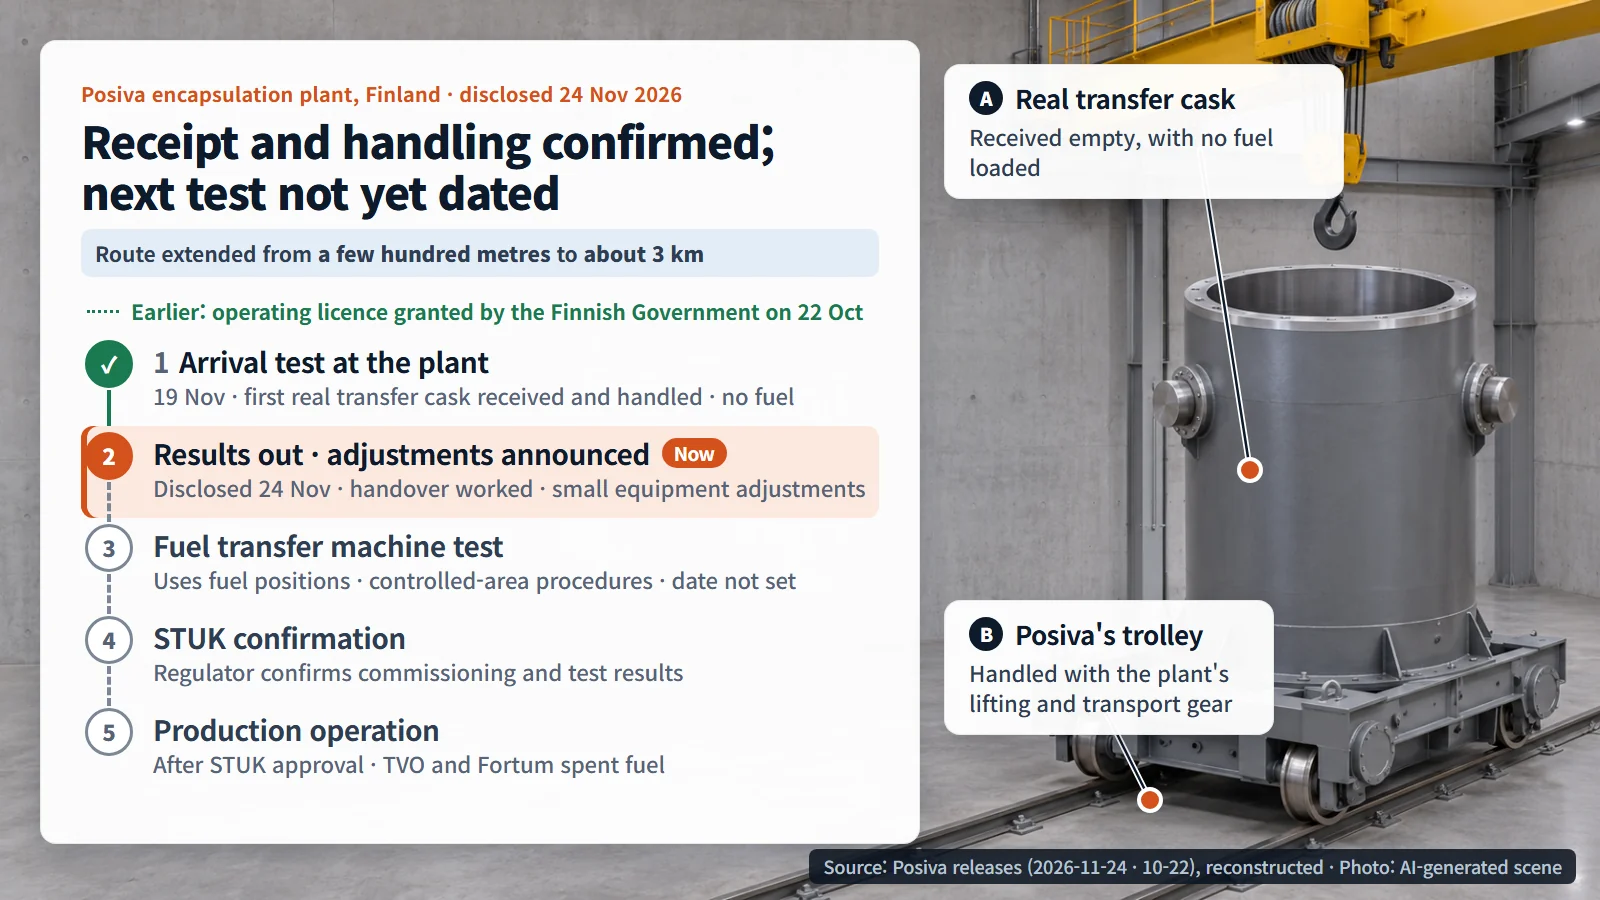 Posiva encapsulation plant, Finland · disclosed 24 Nov 2026
Receipt and handling confirmed;
next test not yet dated
Route extended from a few hundred metres to about 3 km
Earlier: operating licence granted by the Finnish Government on 22 Oct
✓
1 Arrival test at the plant
19 Nov · first real transfer cask received and handled · no fuel
2
Results out · adjustments announced Now
Disclosed 24 Nov · handover worked · small equipment adjustments
3
Fuel transfer machine test
Uses fuel positions · controlled-area procedures · date not set
4
STUK confirmation
Regulator confirms commissioning and test results
5
Production operation
After STUK approval · TVO and Fortum spent fuel
A Real transfer cask
Received empty, with no fuel
loaded
B Posiva's trolley
Handled with the plant's
lifting and transport gear
Source: Posiva releases (2026-11-24 · 10-22), reconstructed · Photo: AI-generated scene